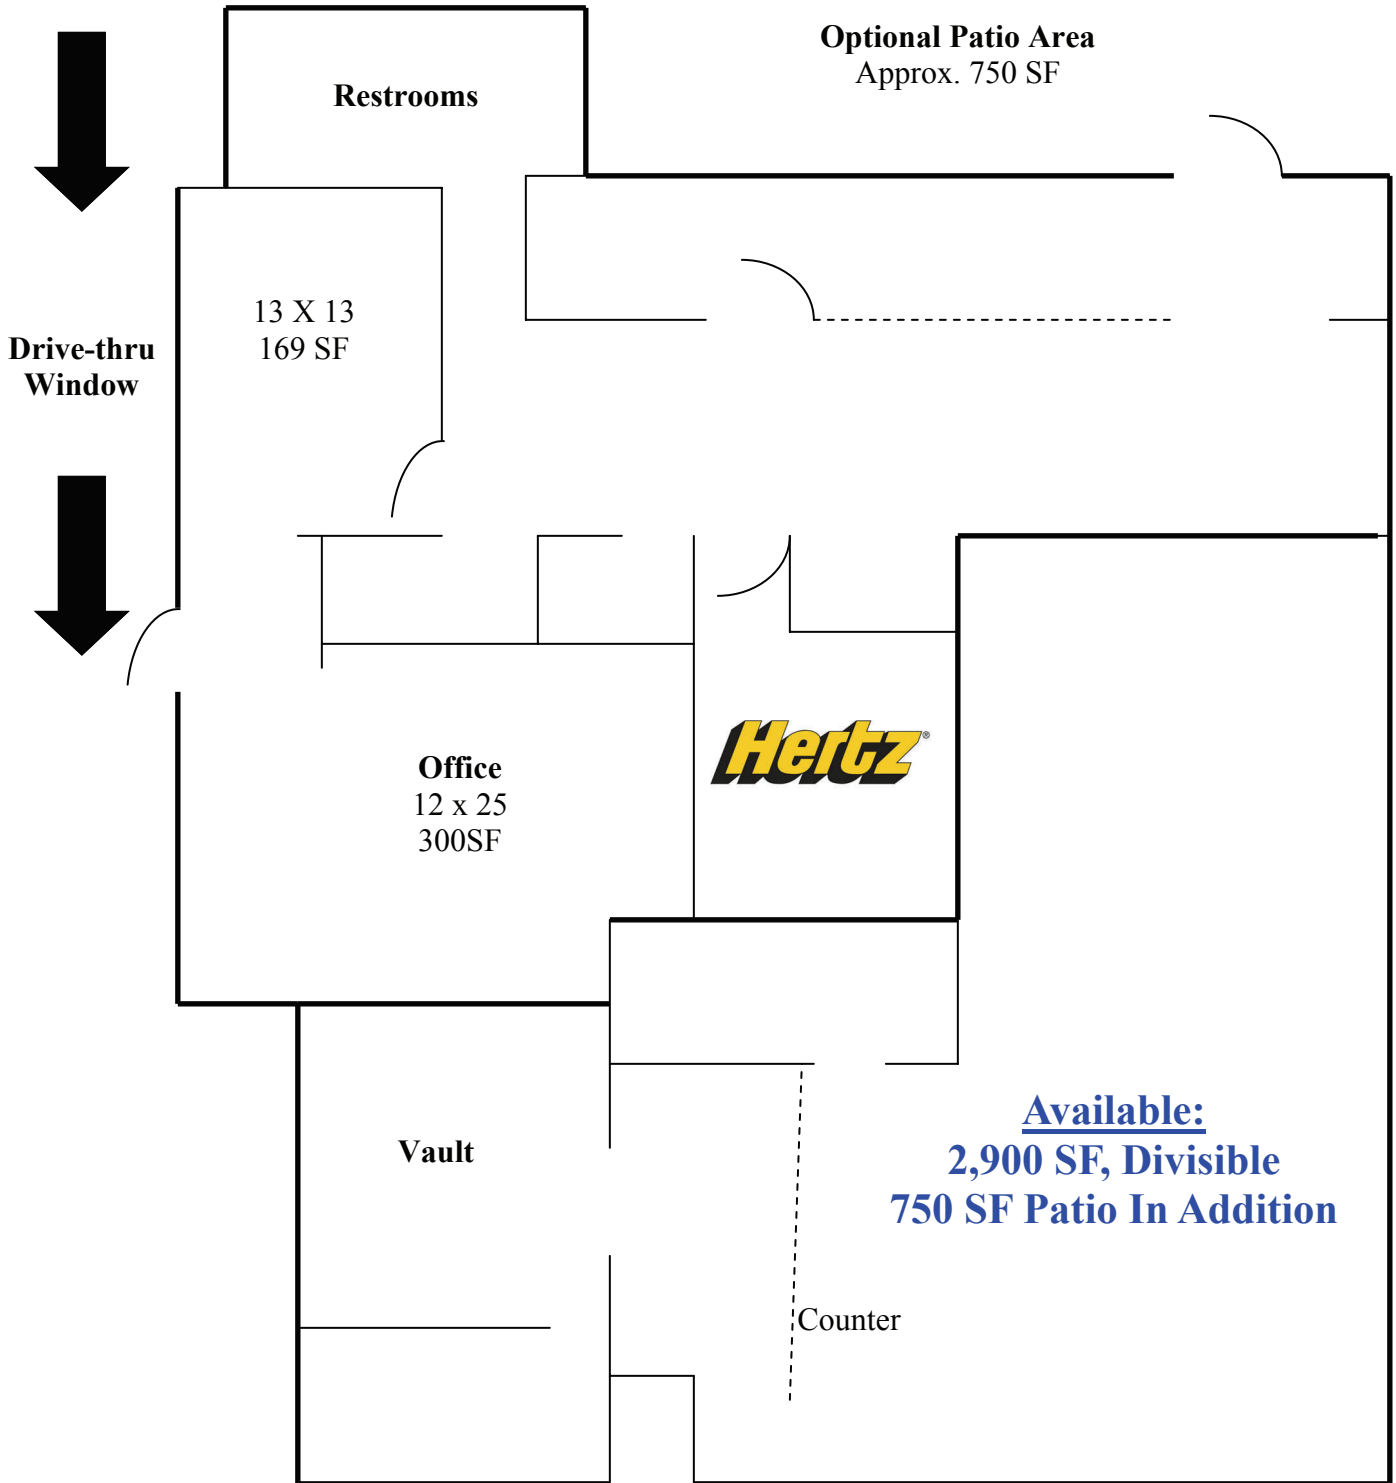 Optional Patio Area
Approx. 750 SF
Restrooms
13 X 13
169 SF
Drive-thru
Window
Hertz®
Office
12 x 25
300SF
Available:
2,900 SF, Divisible
750 SF Patio In Addition
Vault
Counter